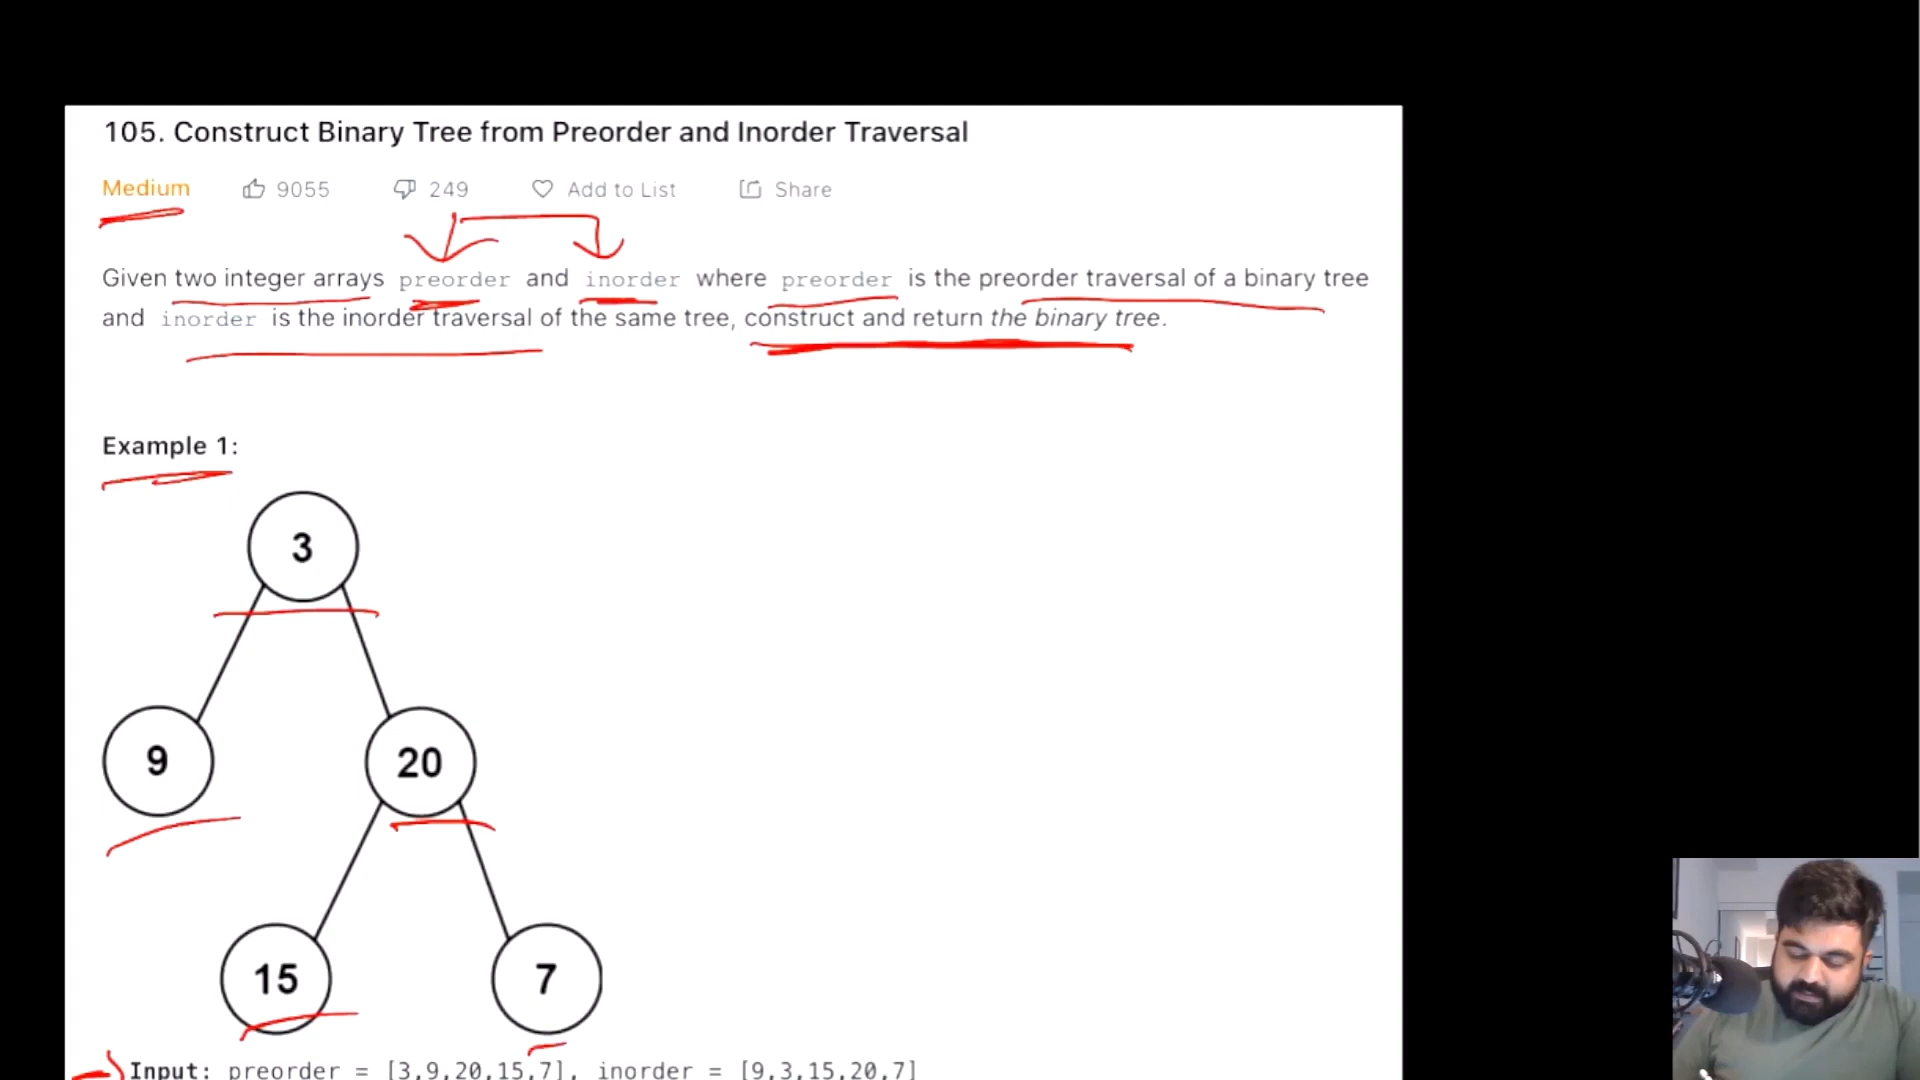 105. Construct Binary Tree from Preorder and Inorder Traversal
Medium 9055 249 Add to List Share
Given two integer arrays preorder and inorder where preorder is the preorder traversal of a binary tree
and inorder is the inorder traversal of the same tree, construct and return the binary tree.
Example 1:
3
9 20
15 7
Input: preorder = [3,9,20,15,7], inorder = [9,3,15,20,7]